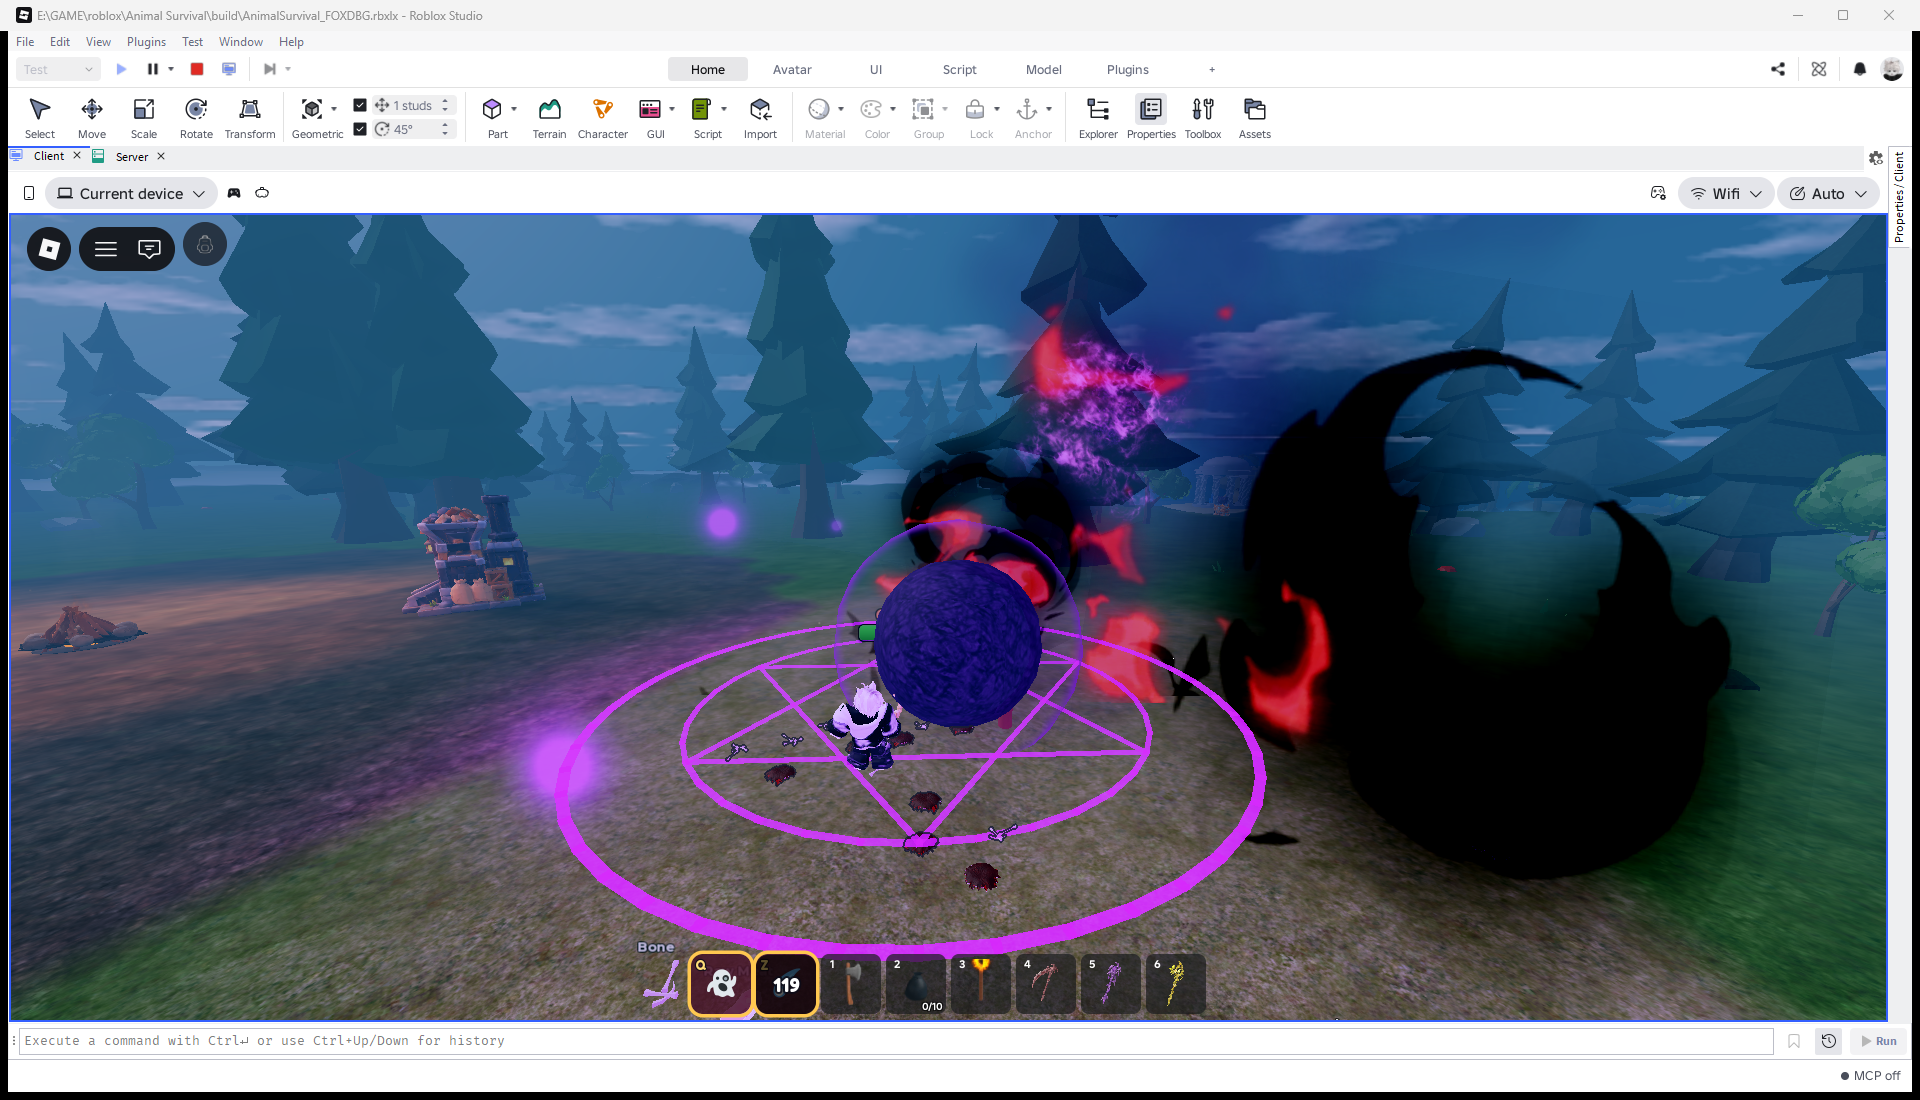 E:\GAME\roblox\Animal Survival\build\AnimalSurvival_FOXDBG.rbxlx - Roblox Studio
File Edit View Plugins Test Window Help
Test
Home Avatar UI Script Model Plugins +
1 studs
45°
Select Move Scale Rotate Transform Geometric Part Terrain Character GUI Script Import Material Color Group Lock Anchor Explorer Properties Toolbox Assets
Client Server
Current device
Wifi
Auto
Properties / Client
Bone
Q
Z
119
1
2
0/10
3
4
5
6
Execute a command with Ctrl↵ or use Ctrl+Up/Down for history
Run
MCP off